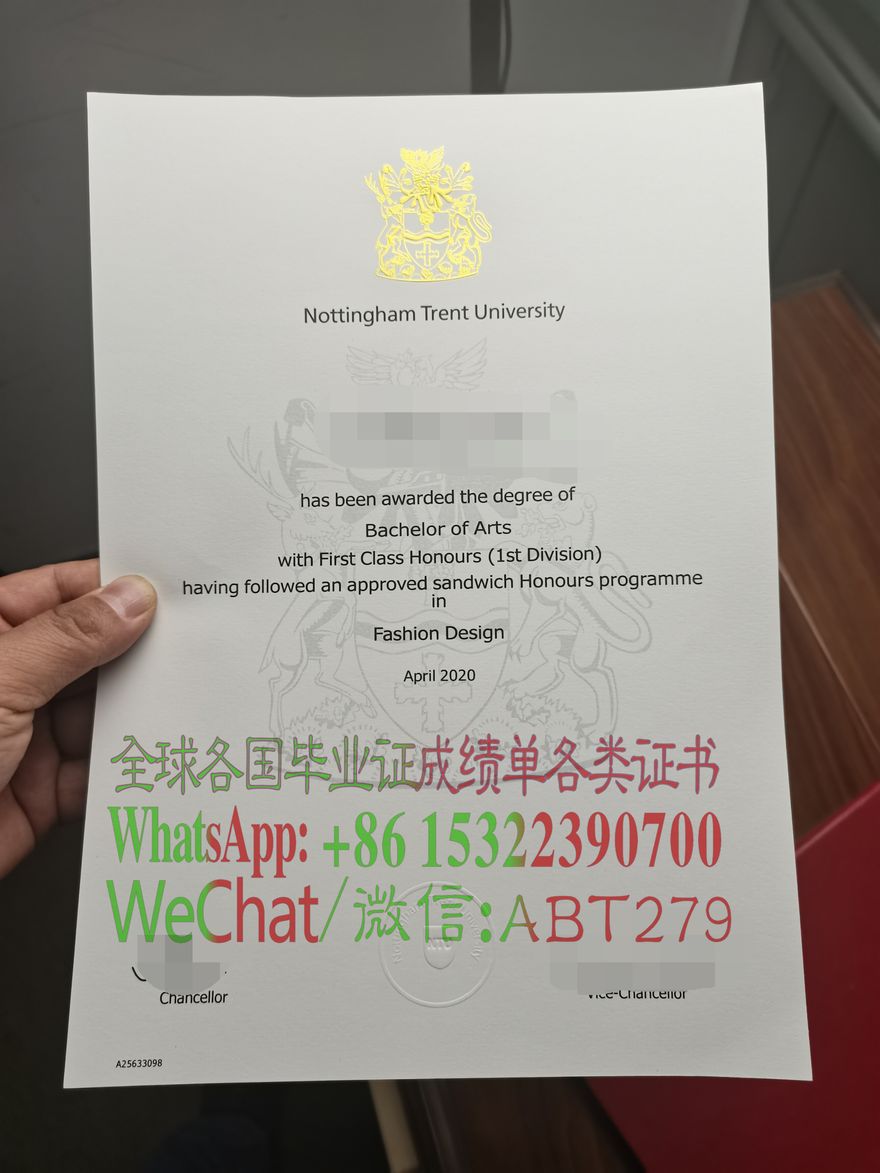 Nottingham Trent University
has been awarded the degree of
Bachelor of Arts
with First Class Honours (1st Division)
having followed an approved sandwich Honours programme
in
Fashion Design
April 2020
全球各国毕业证成绩单各类证书
WhatsApp: +86 15322390700
WeChat/微信:ABT279
Chancellor
Vice-Chancellor
A25633098